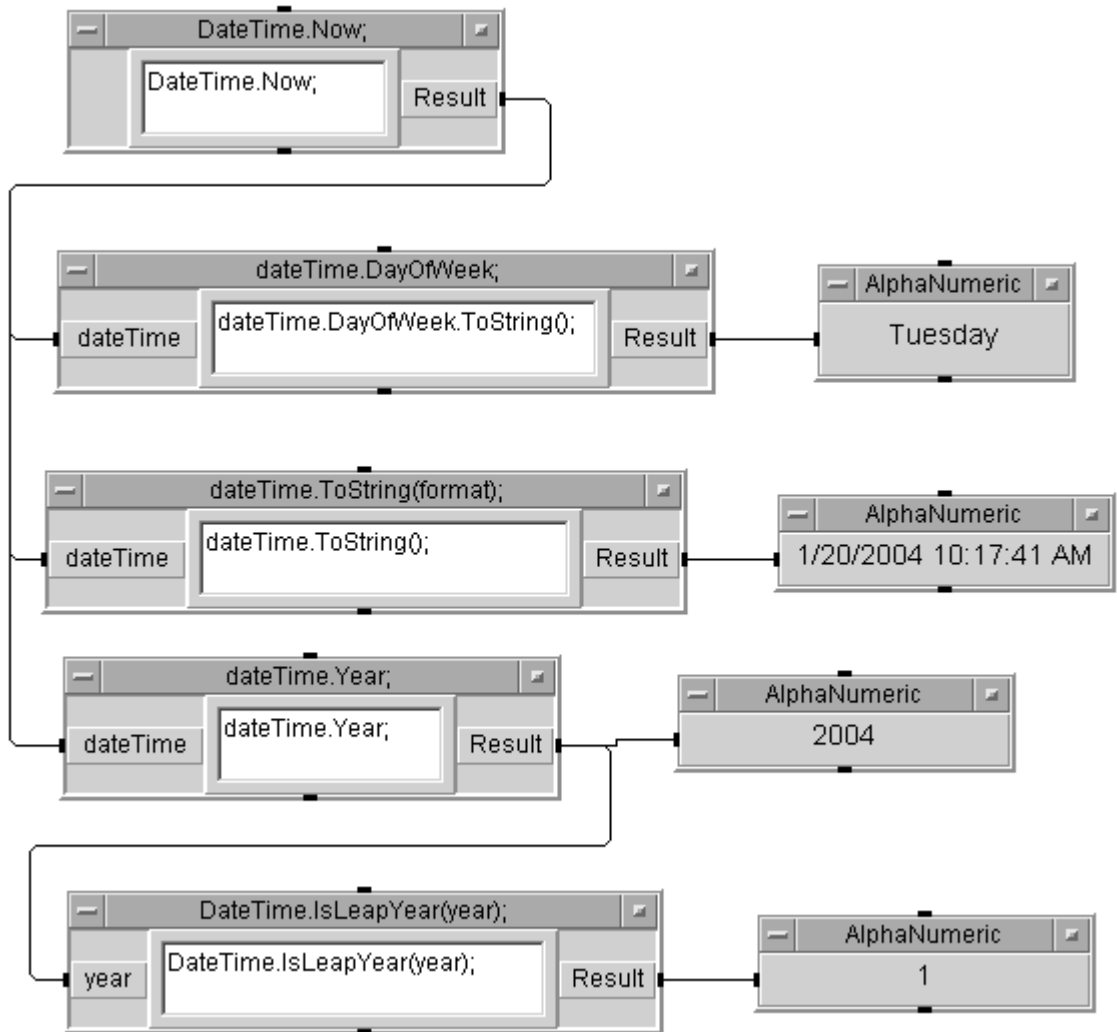 DateTime.Now;
DateTime.Now;
Result
dateTime.DayOfWeek;
dateTime
dateTime.DayOfWeek.ToString();
Result
AlphaNumeric
Tuesday
dateTime.ToString(format);
dateTime
dateTime.ToString();
Result
AlphaNumeric
1/20/2004 10:17:41 AM
dateTime.Year;
dateTime
dateTime.Year;
Result
AlphaNumeric
2004
DateTime.IsLeapYear(year);
year
DateTime.IsLeapYear(year);
Result
AlphaNumeric
1